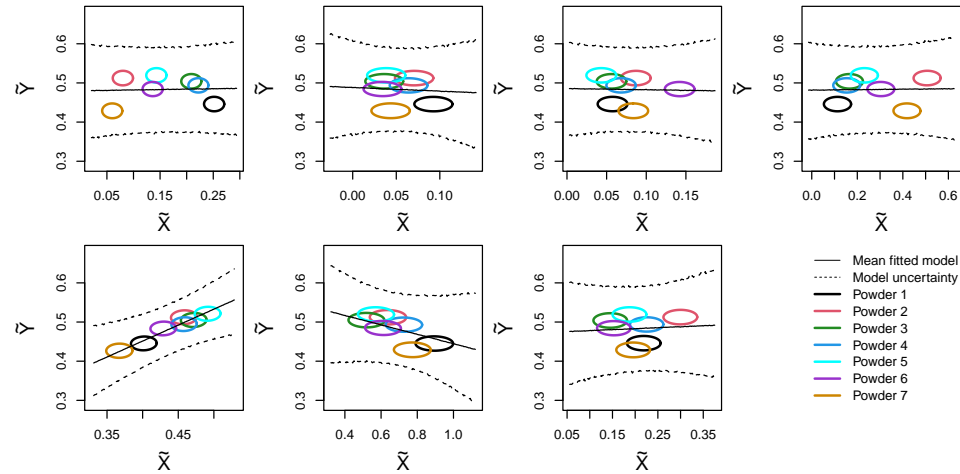 0.6
0.5
0.4
0.3
Ỹ
0.05 0.15 0.25
X̃
0.6
0.5
0.4
0.3
Ỹ
0.00 0.05 0.10
X̃
0.6
0.5
0.4
0.3
Ỹ
0.00 0.05 0.10 0.15
X̃
0.6
0.5
0.4
0.3
Ỹ
0.0 0.2 0.4 0.6
X̃
0.6
0.5
0.4
0.3
Ỹ
0.35 0.45
X̃
0.6
0.5
0.4
0.3
Ỹ
0.4 0.6 0.8 1.0
X̃
0.6
0.5
0.4
0.3
Ỹ
0.05 0.15 0.25 0.35
X̃
Mean fitted model
Model uncertainty
Powder 1
Powder 2
Powder 3
Powder 4
Powder 5
Powder 6
Powder 7